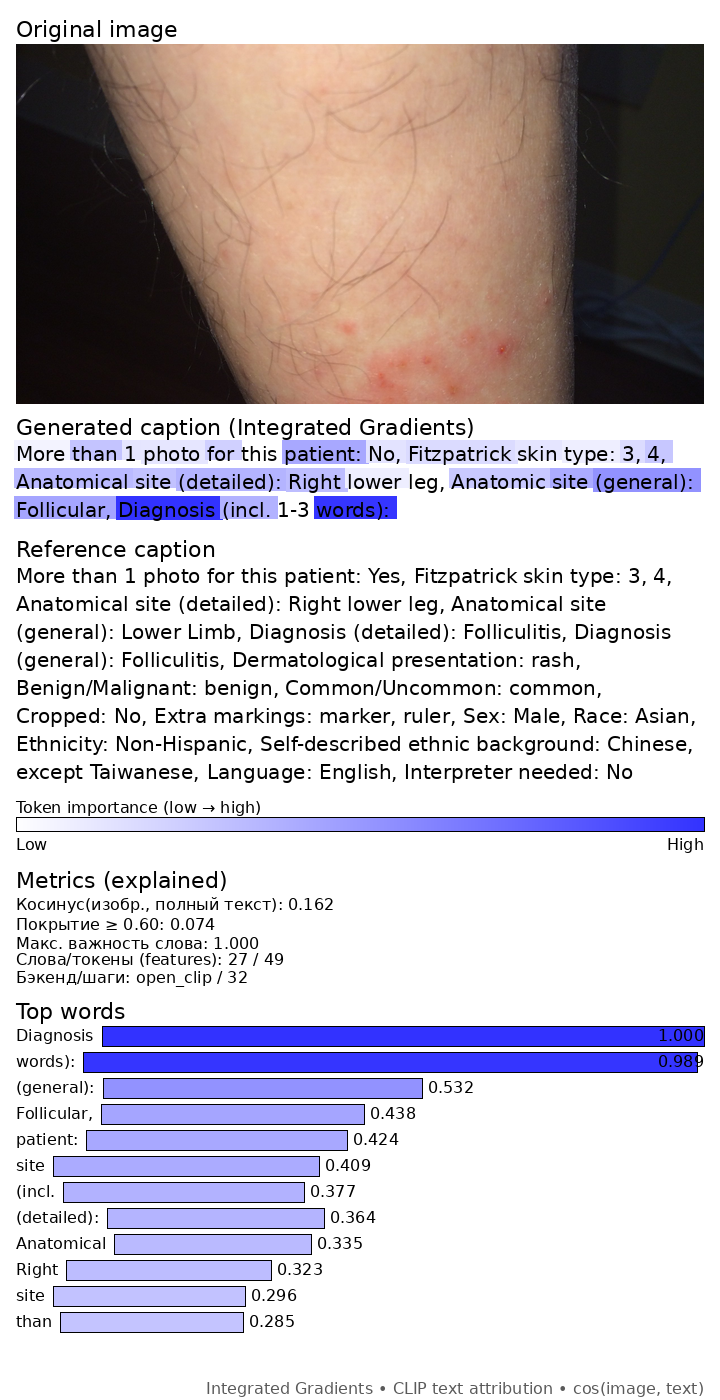 Original image
Generated caption (Integrated Gradients)
More than 1 photo for this patient: No, Fitzpatrick skin type: 3, 4,
Anatomical site (detailed): Right lower leg, Anatomic site (general):
Follicular, Diagnosis (incl. 1-3 words):
Reference caption
More than 1 photo for this patient: Yes, Fitzpatrick skin type: 3, 4,
Anatomical site (detailed): Right lower leg, Anatomical site
(general): Lower Limb, Diagnosis (detailed): Folliculitis, Diagnosis
(general): Folliculitis, Dermatological presentation: rash,
Benign/Malignant: benign, Common/Uncommon: common,
Cropped: No, Extra markings: marker, ruler, Sex: Male, Race: Asian,
Ethnicity: Non-Hispanic, Self-described ethnic background: Chinese,
except Taiwanese, Language: English, Interpreter needed: No
Token importance (low → high)
Low High
Metrics (explained)
Косинус(изобр., полный текст): 0.162
Покрытие ≥ 0.60: 0.074
Макс. важность слова: 1.000
Слова/токены (features): 27 / 49
Бэкенд/шаги: open_clip / 32
Top words
Diagnosis 1.000
words): 0.989
(general): 0.532
Follicular, 0.438
patient: 0.424
site 0.409
(incl. 0.377
(detailed): 0.364
Anatomical 0.335
Right 0.323
site 0.296
than 0.285
Integrated Gradients • CLIP text attribution • cos(image, text)